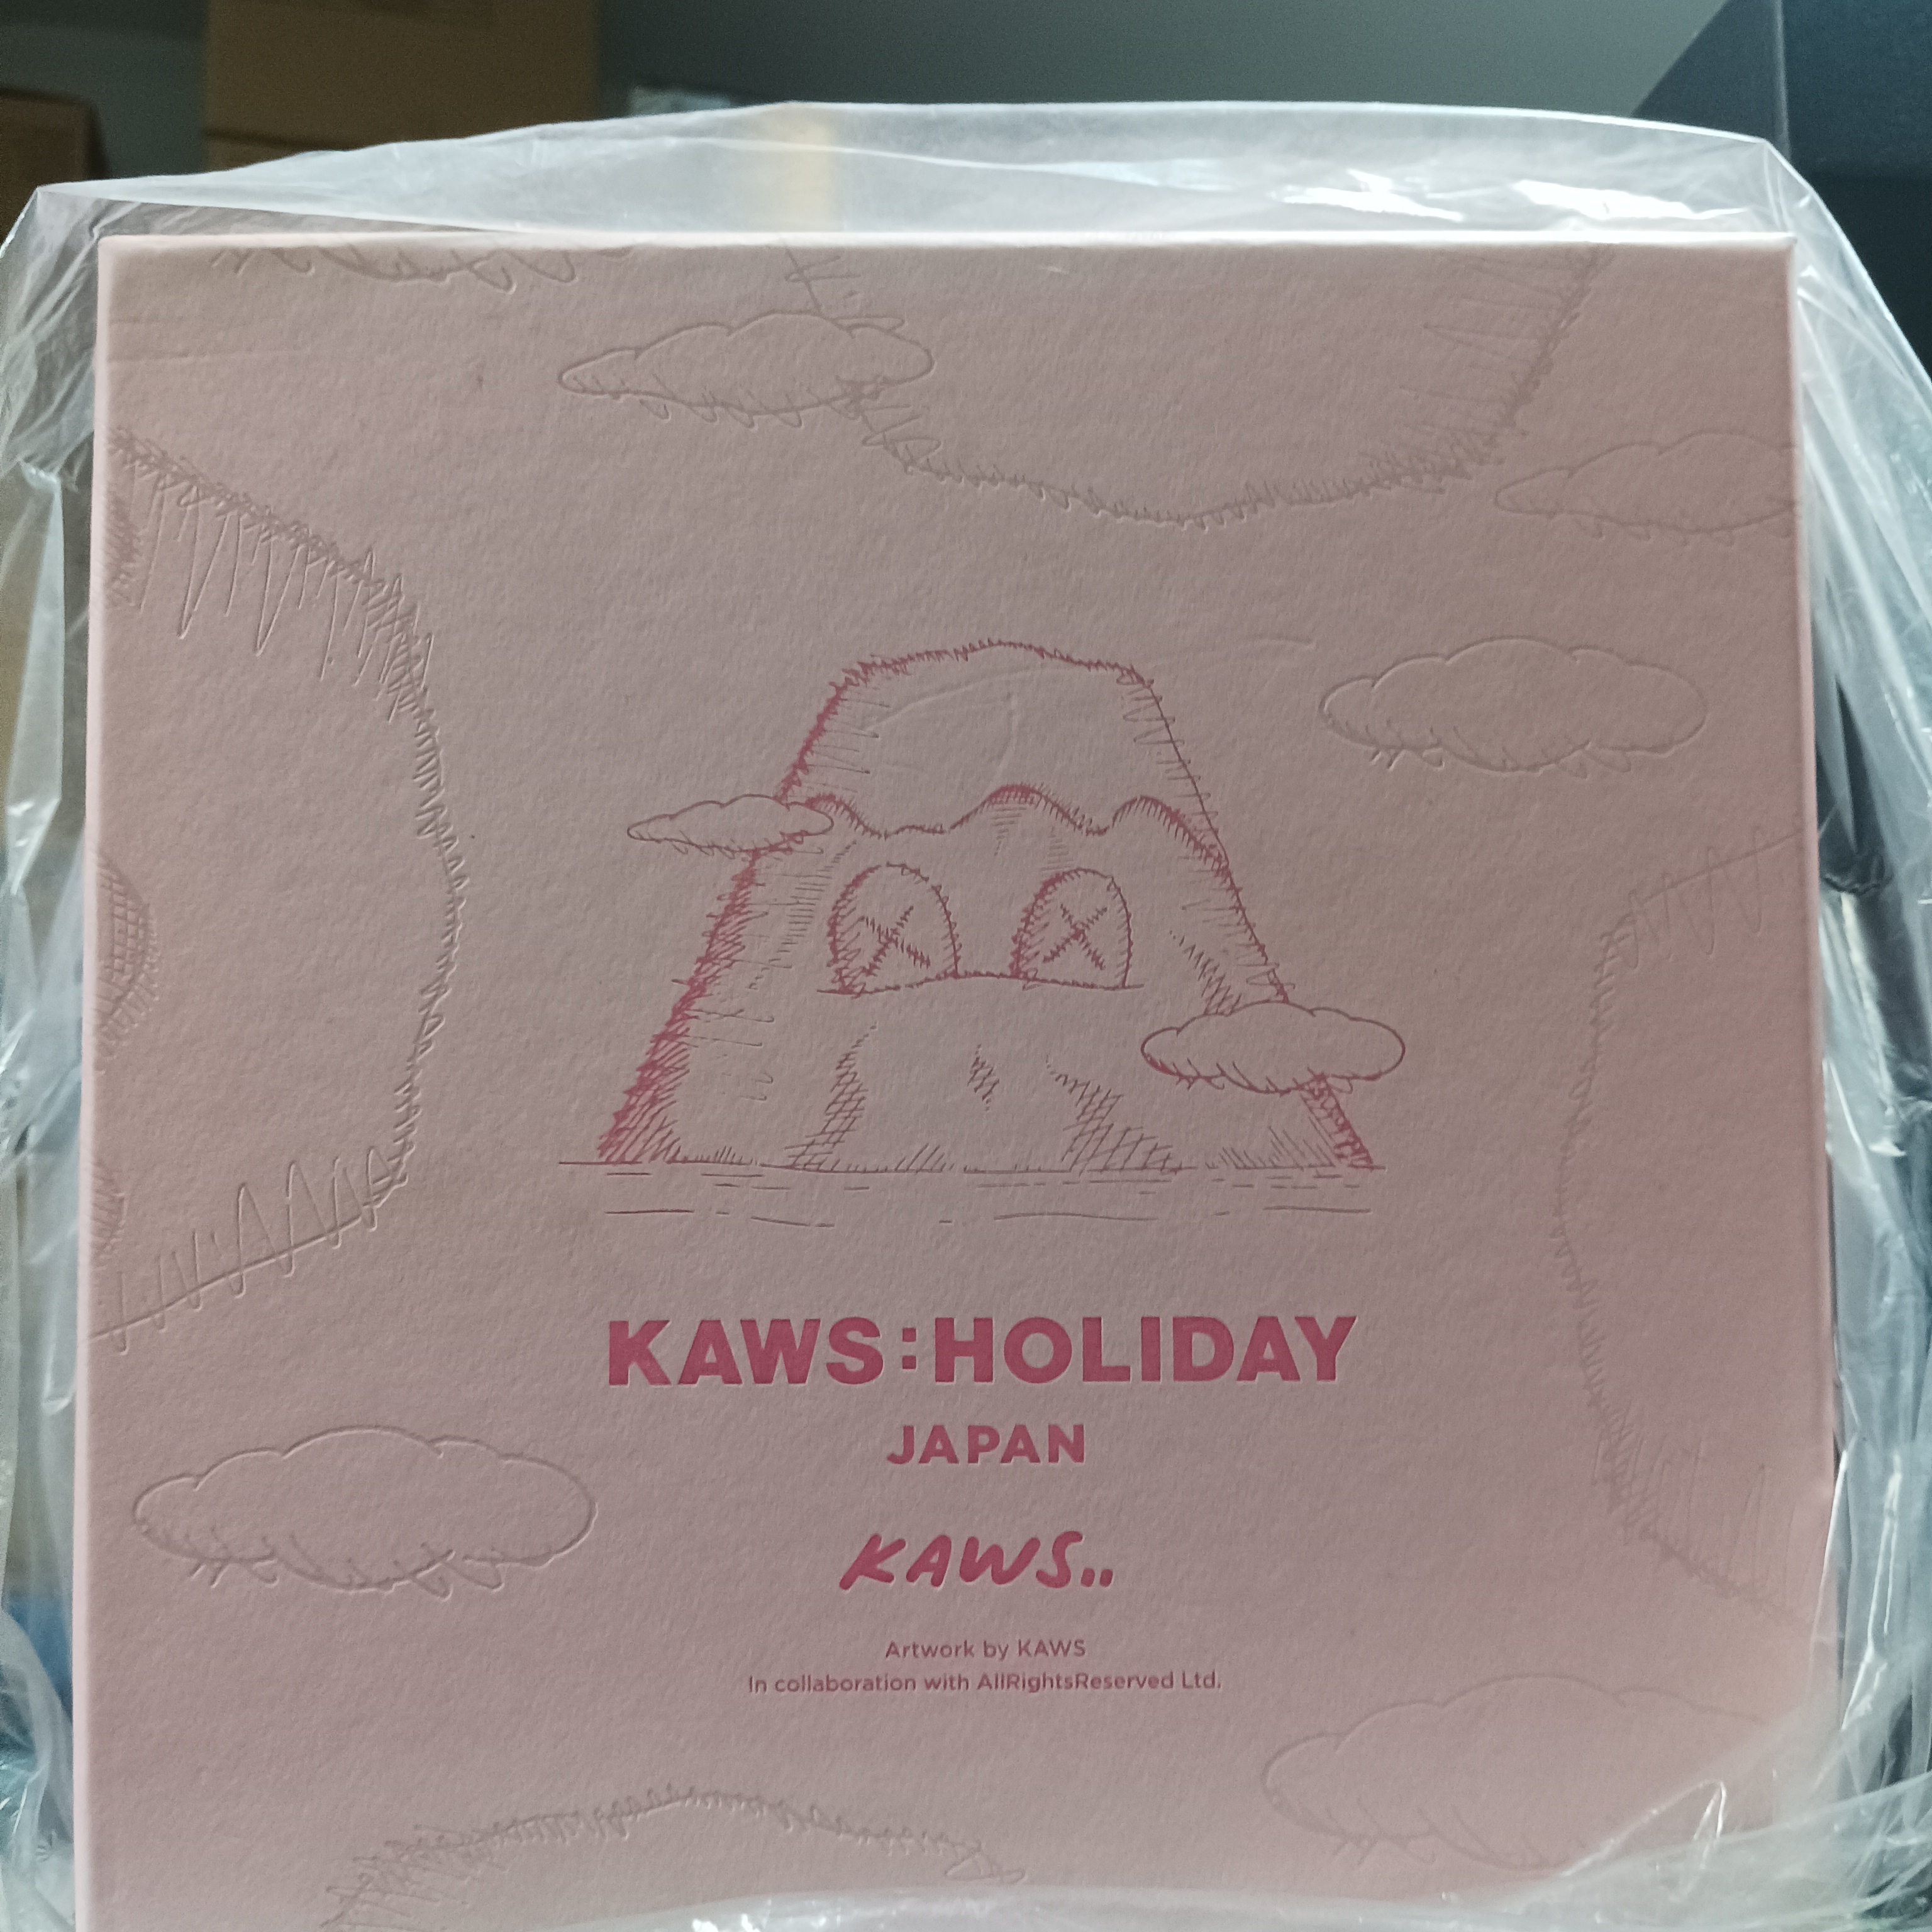 KAWS:HOLIDAY
JAPAN
KAWS..
Artwork by KAWS
In collaboration with AllRightsReserved Ltd.